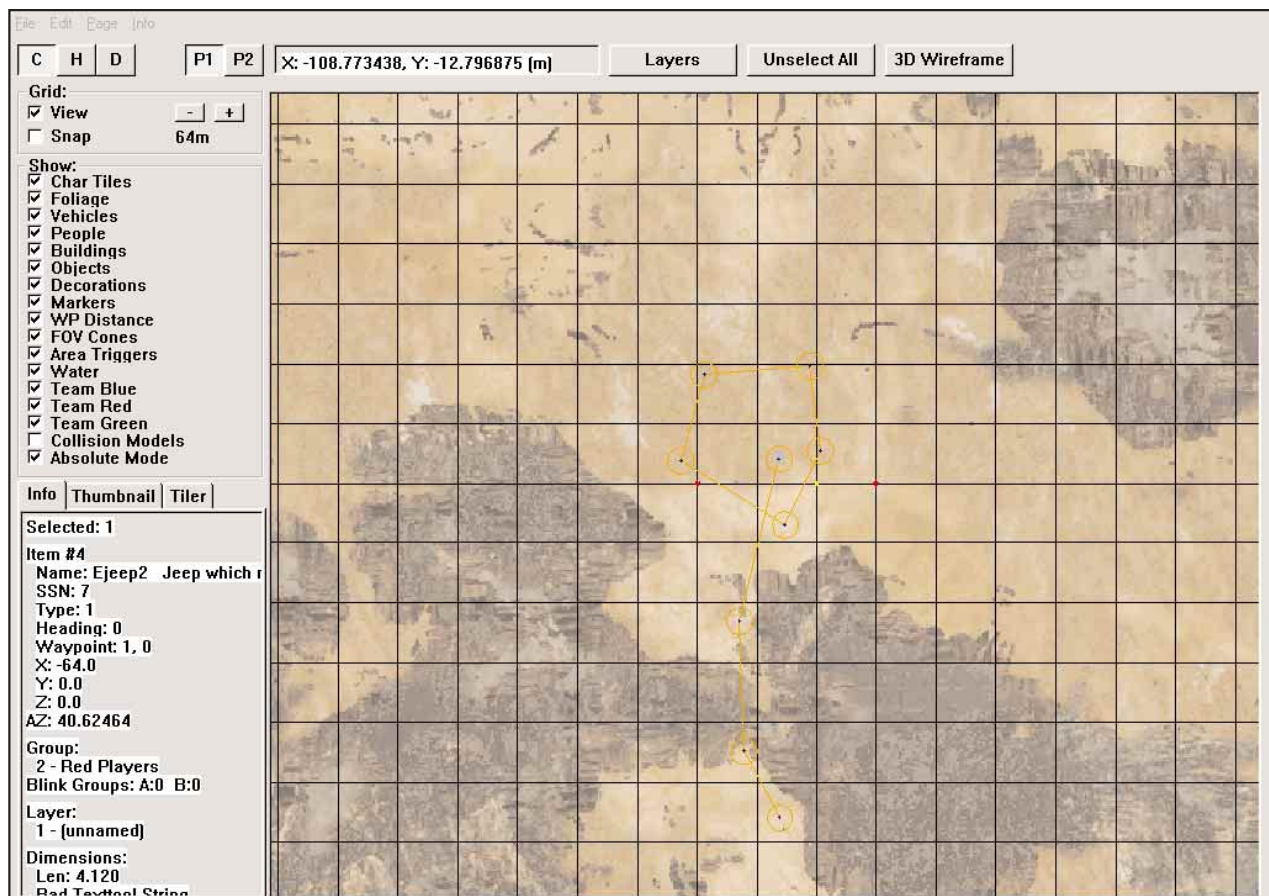 File Edit Page Info
C H D P1 P2 X: -108.773438, Y: -12.796875 (m) Layers Unselect All 3D Wireframe
Grid:
View - +
Snap 64m
Show:
Char Tiles
Foliage
Vehicles
People
Buildings
Objects
Decorations
Markers
WP Distance
FOV Cones
Area Triggers
Water
Team Blue
Team Red
Team Green
Collision Models
Absolute Mode
Info Thumbnail Tiler
Selected: 1
Item #4
Name: Ejeep2 Jeep which r
SSN: 7
Type: 1
Heading: 0
Waypoint: 1, 0
X: -64.0
Y: 0.0
Z: 0.0
AZ: 40.62464
Group:
2 - Red Players
Blink Groups: A:0 B:0
Layer:
1 - (unnamed)
Dimensions:
Len: 4.120
Bad Texttool String